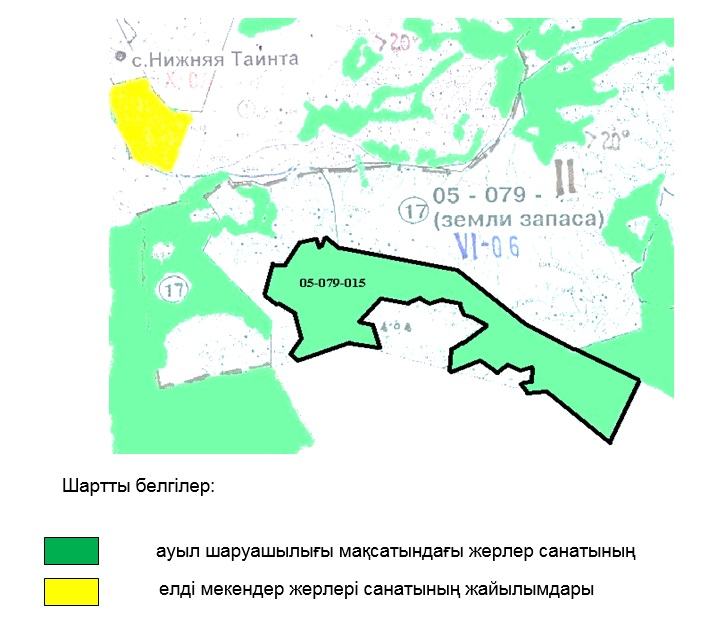 с.Нижняя Таинта
Х С
>20°
>20°
05 - 079 - II
17
(земли запаса)
VI-06
05-079-015
17
Шартты белгілер:
ауыл шаруашылығы мақсатындағы жерлер санатының
елді мекендер жерлері санатының жайылымдары